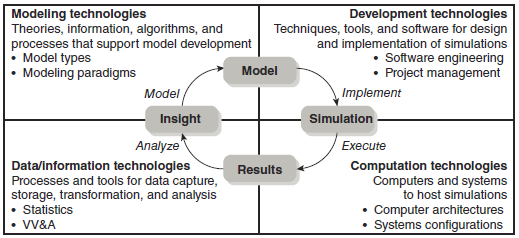 Modeling technologies
Theories, information, algorithms, and
processes that support model development
• Model types
• Modeling paradigms
Development technologies
Techniques, tools, and software for design
and implementation of simulations
• Software engineering
• Project management
Model
Model
Implement
Insight
Simulation
Analyze
Execute
Results
Data/information technologies
Processes and tools for data capture,
storage, transformation, and analysis
• Statistics
• VV&A
Computation technologies
Computers and systems
to host simulations
• Computer architectures
• Systems configurations